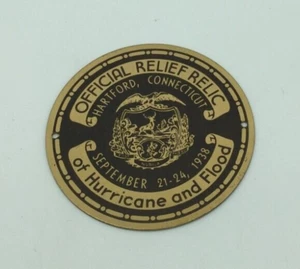 OFFICIAL RELIEF RELIC
HARTFORD, CONNECTICUT
SEPTEMBER 21-24, 1938
of Hurricane and Flood